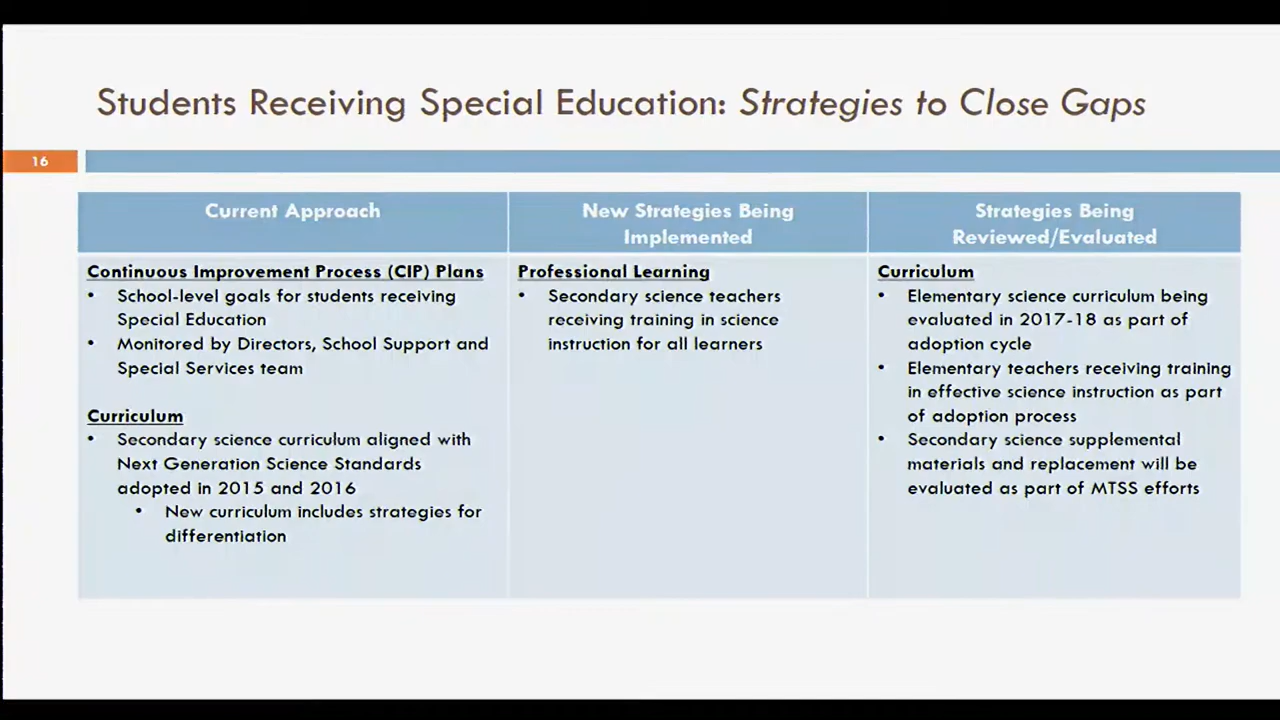 Students Receiving Special Education: Strategies to Close Gaps
16
Current Approach
New Strategies Being
Implemented
Strategies Being
Reviewed/Evaluated
Continuous Improvement Process (CIP) Plans
• School-level goals for students receiving
Special Education
• Monitored by Directors, School Support and
Special Services team
Curriculum
• Secondary science curriculum aligned with
Next Generation Science Standards
adopted in 2015 and 2016
• New curriculum includes strategies for
differentiation
Professional Learning
• Secondary science teachers
receiving training in science
instruction for all learners
Curriculum
• Elementary science curriculum being
evaluated in 2017-18 as part of
adoption cycle
• Elementary teachers receiving training
in effective science instruction as part
of adoption process
• Secondary science supplemental
materials and replacement will be
evaluated as part of MTSS efforts